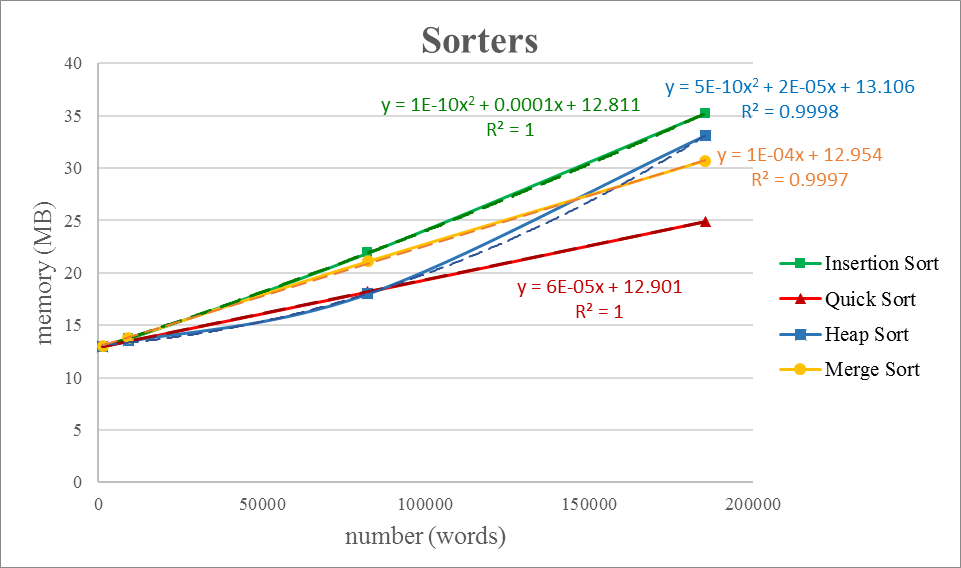 Sorters
40
35
30
25
20
15
10
5
0
memory (MB)
0 50000 100000 150000 200000
number (words)
y = 1E-10x² + 0.0001x + 12.811
R² = 1
y = 5E-10x² + 2E-05x + 13.106
R² = 0.9998
y = 1E-04x + 12.954
R² = 0.9997
y = 6E-05x + 12.901
R² = 1
Insertion Sort
Quick Sort
Heap Sort
Merge Sort